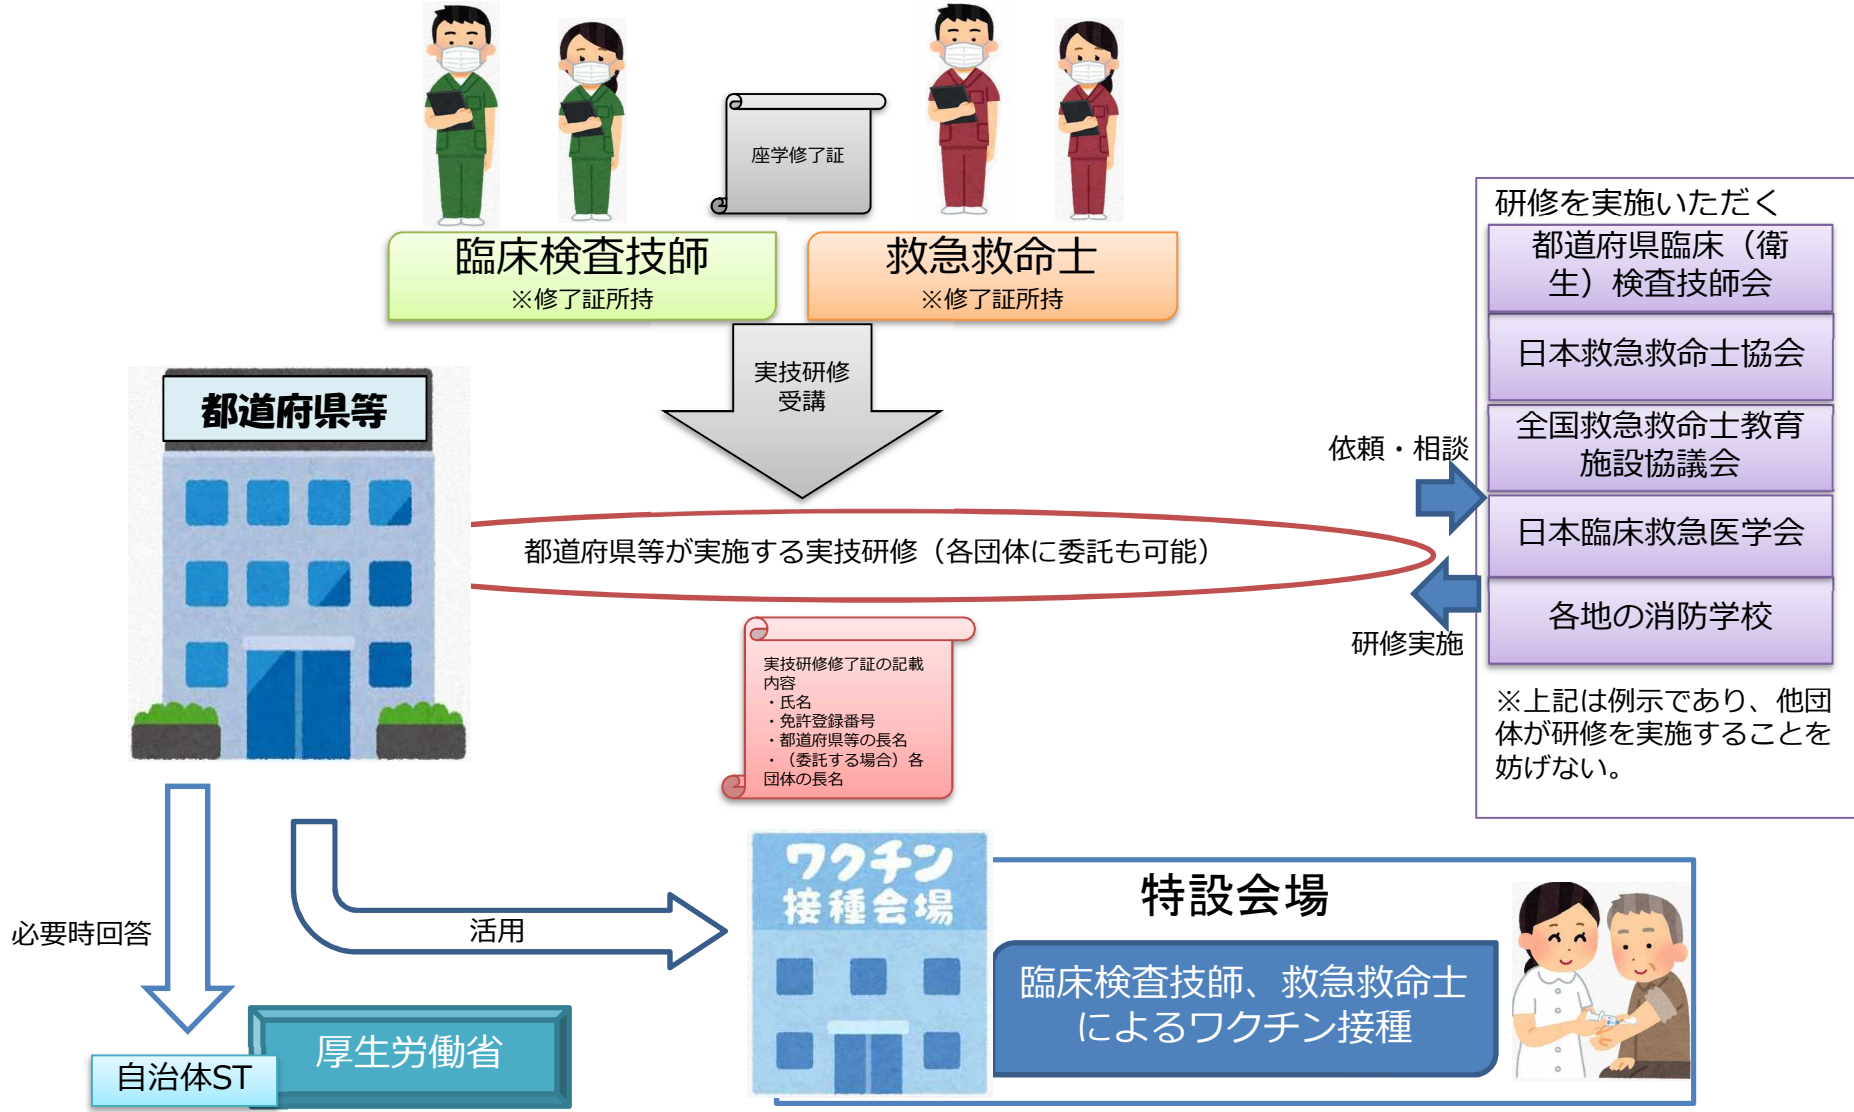 座学修了証
臨床検査技師
※修了証所持
救急救命士
※修了証所持
実技研修
受講
都道府県等
都道府県等が実施する実技研修（各団体に委託も可能）
依頼・相談
研修実施
研修を実施いただく
都道府県臨床（衛
生）検査技師会
日本救急救命士協会
全国救急救命士教育
施設協議会
日本臨床救急医学会
各地の消防学校
※上記は例示であり、他団
体が研修を実施することを
妨げない。
実技研修修了証の記載
内容
・氏名
・免許登録番号
・都道府県等の長名
・（委託する場合）各
団体の長名
必要時回答
活用
ワクチン
接種会場
特設会場
臨床検査技師、救急救命士
によるワクチン接種
厚生労働省
自治体ST